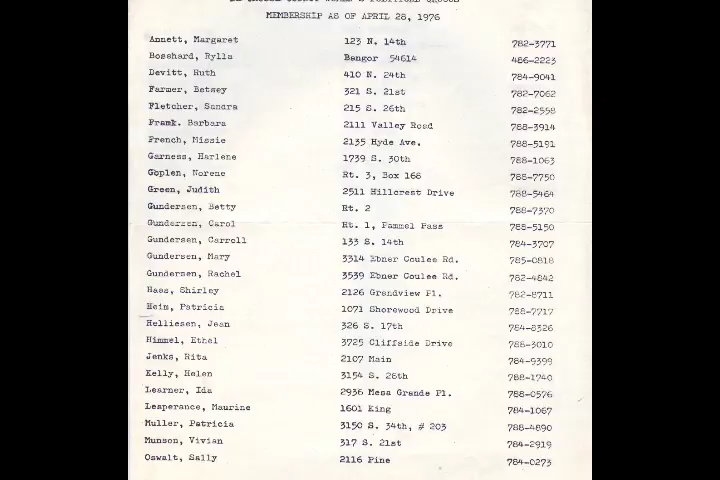 MEMBERSHIP AS OF APRIL 28, 1976
Annett, Margaret 123 N. 14th 782-3771
Bosshard, Rylla Bangor 54614 486-2223
Devitt, Ruth 410 N. 24th 784-9041
Farmer, Betsey 321 S. 21st 782-7062
Fletcher, Sandra 215 S. 26th 782-2558
Frank. Barbara 2111 Valley Road 788-3914
French, Missie 2135 Hyde Ave. 788-5191
Garness, Harlene 1739 S. 30th 788-1063
Goplen, Norene Rt. 3, Box 168 788-7750
Green, Judith 2511 Hillcrest Drive 788-5464
Gundersen, Betty Rt. 2 788-7370
Gundersen, Carol Rt. 1, Fammel Pass 788-5150
Gundersen, Carroll 133 S. 14th 784-3707
Gundersen, Mary 3314 Ebner Coulee Rd. 785-0818
Gundersen, Rachel 3539 Ebner Coulee Rd. 782-4842
Haas, Shirley 2126 Grandview Pl. 782-8711
Heim, Patricia 1071 Shorewood Drive 788-7717
Helliesen, Jean 326 S. 17th 784-8326
Himmel, Ethel 3725 Cliffside Drive 788-3010
Jenks, Rita 2107 Main 784-9399
Kelly, Helen 3154 S. 28th 788-1740
Learner, Ida 2936 Mesa Grande Pl. 788-0576
Leaperance, Maurine 1601 King 784-1067
Muller, Patricia 3150 S. 34th, # 203 788-4890
Munson, Vivian 317 S. 21st 784-2919
Oswalt, Sally 2116 Pine 784-0273